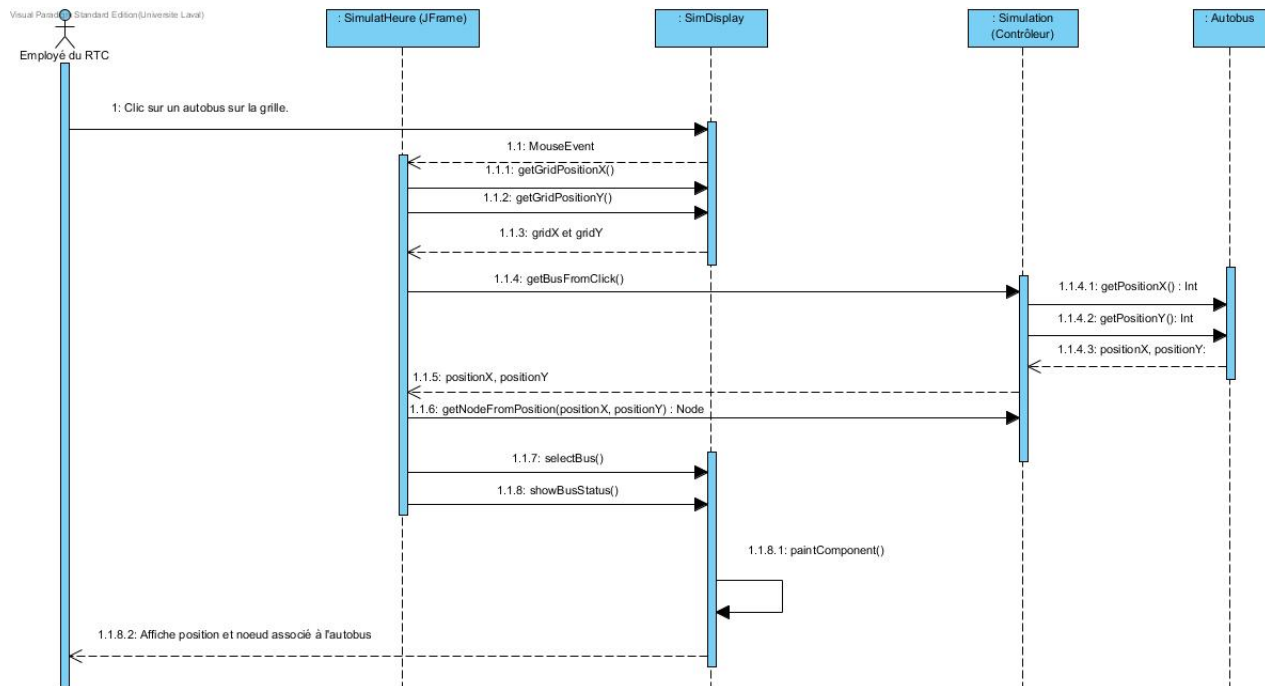 Visual Paradigm Standard Edition(Universite Laval)
: SimulatHeure (JFrame)
: SimDisplay
: Simulation
(Contrôleur)
: Autobus
Employé du RTC
1: Clic sur un autobus sur la grille.
1.1: MouseEvent
1.1.1: getGridPositionX()
1.1.2: getGridPositionY()
1.1.3: gridX et gridY
1.1.4: getBusFromClick()
1.1.4.1: getPositionX() : Int
1.1.4.2: getPositionY(): Int
1.1.4.3: positionX, positionY:
1.1.5: positionX, positionY
1.1.6: getNodeFromPosition(positionX, positionY) : Node
1.1.7: selectBus()
1.1.8: showBusStatus()
1.1.8.1: paintComponent()
1.1.8.2: Affiche position et noeud associé à l'autobus